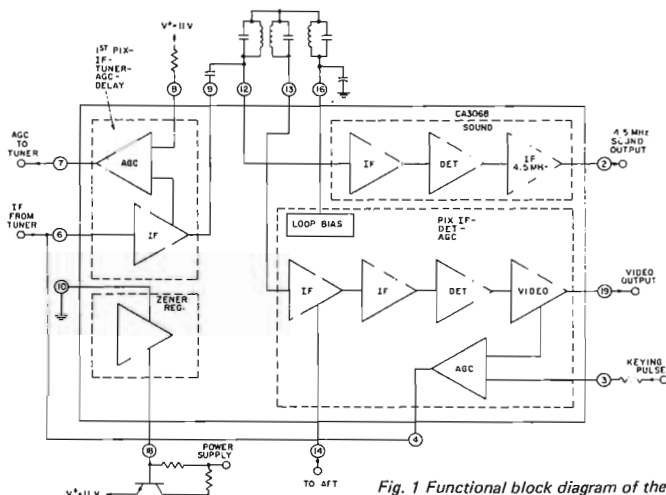 V⁺=11 V
1ST PIX-
IF-
TUNER-
AGC-
DELAY
8
9
12
13
16
CA3068
SOUND
AGC TO
TUNER
7
AGC
IF
DET
IF
4.5MHz
2
4.5 MHz
SOUND
OUTPUT
IF
FROM
TUNER
6
IF
LOOP BIAS
PIX IF-
DET-
AGC
10
ZENER
REG.
IF
IF
DET
VIDEO
19
VIDEO
OUTPUT
AGC
3
KEYING
PULSE
4
18
POWER
SUPPLY
14
TO AFT
V⁺=11V
Fig. 1 Functional block diagram of the